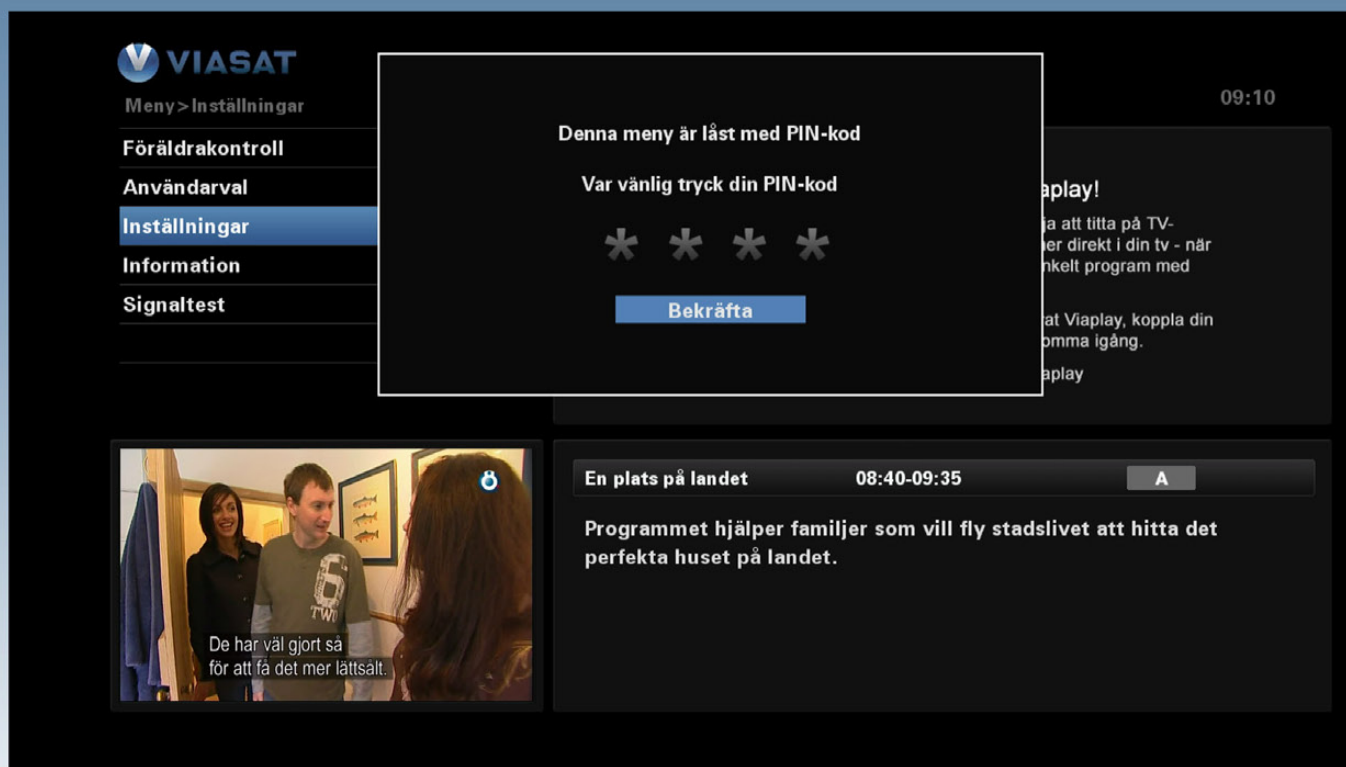 VIASAT
Meny>Inställningar
09:10
Föräldrakontroll
Användarval
Inställningar
Information
Signaltest
Denna meny är låst med PIN-kod
Var vänlig tryck din PIN-kod
* * * *
Bekräfta
aplay!
ja att titta på TV-
er direkt i din tv - när
nkelt program med
at Viaplay, koppla din
omma igång.
aplay
6
TWO
De har väl gjort så
för att få det mer lättsålt.
En plats på landet 08:40-09:35 A
Programmet hjälper familjer som vill fly stadslivet att hitta det
perfekta huset på landet.